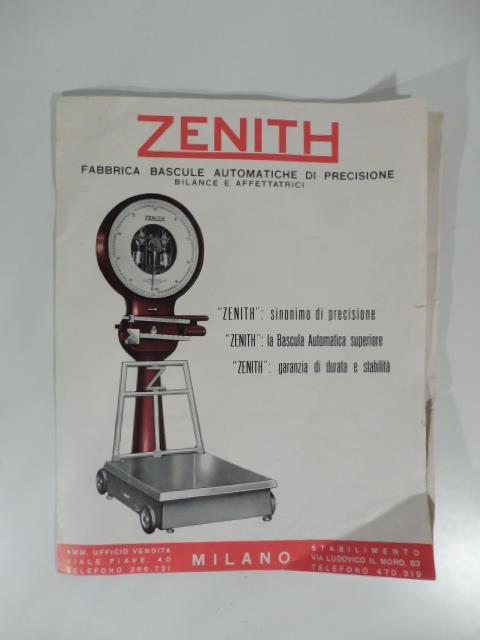 ZENITH
FABBRICA BASCULE AUTOMATICHE DI PRECISIONE
BILANCE E AFFETTATRICI
ZENITH
"ZENITH": sinonimo di precisione
"ZENITH": la Bascula Automatica superiore
"ZENITH": garanzia di durata e stabilità
AMM. UFFICIO VENDITA
VIALE PIAVE, 40
TELEFONO 266.721
MILANO
STABILIMENTO
VIA LUDOVICO IL MORO, 83
TELEFONO 470.319